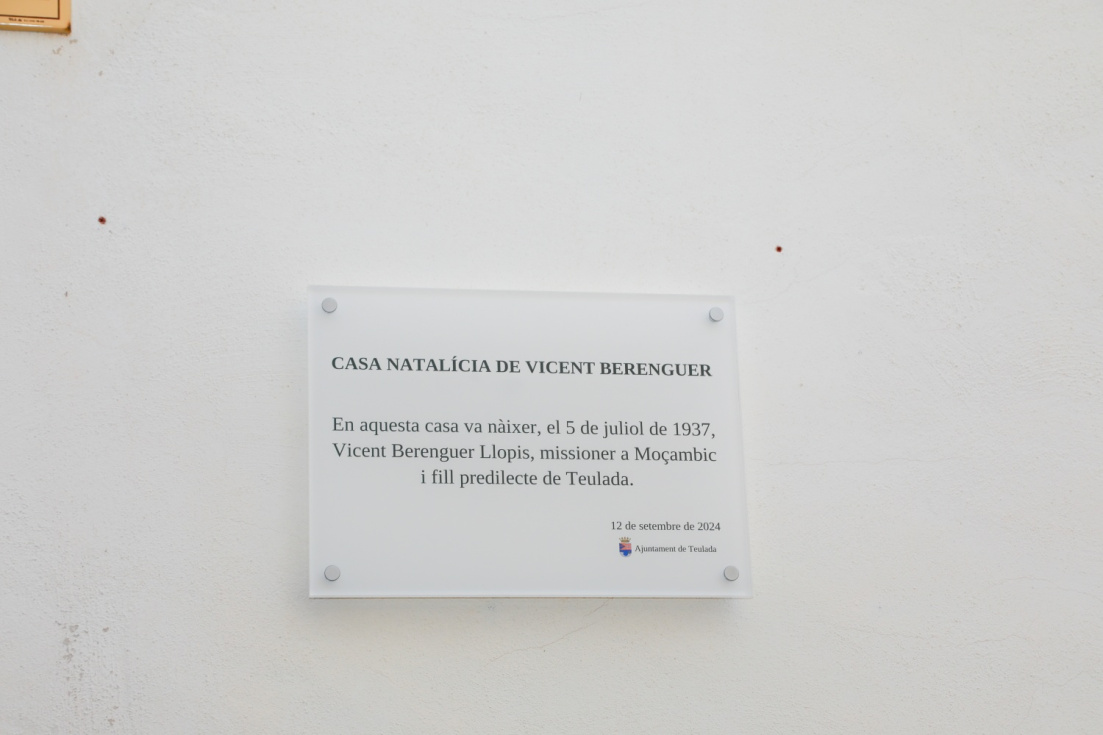 CASA NATALÍCIA DE VICENT BERENGUER
En aquesta casa va nàixer, el 5 de juliol de 1937,
Vicent Berenguer Llopis, missioner a Moçambic
i fill predilecte de Teulada.
12 de setembre de 2024
Ajuntament de Teulada